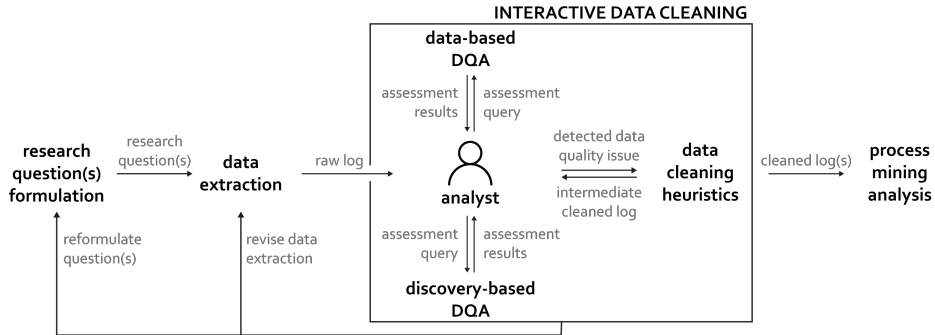 INTERACTIVE DATA CLEANING
data-based
DQA
assessment
results
assessment
query
research
question(s)
formulation
research
question(s)
data
extraction
raw log
analyst
detected data
quality issue
intermediate
cleaned log
data
cleaning
heuristics
cleaned log(s)
process
mining
analysis
reformulate
question(s)
revise data
extraction
assessment
query
assessment
results
discovery-based
DQA